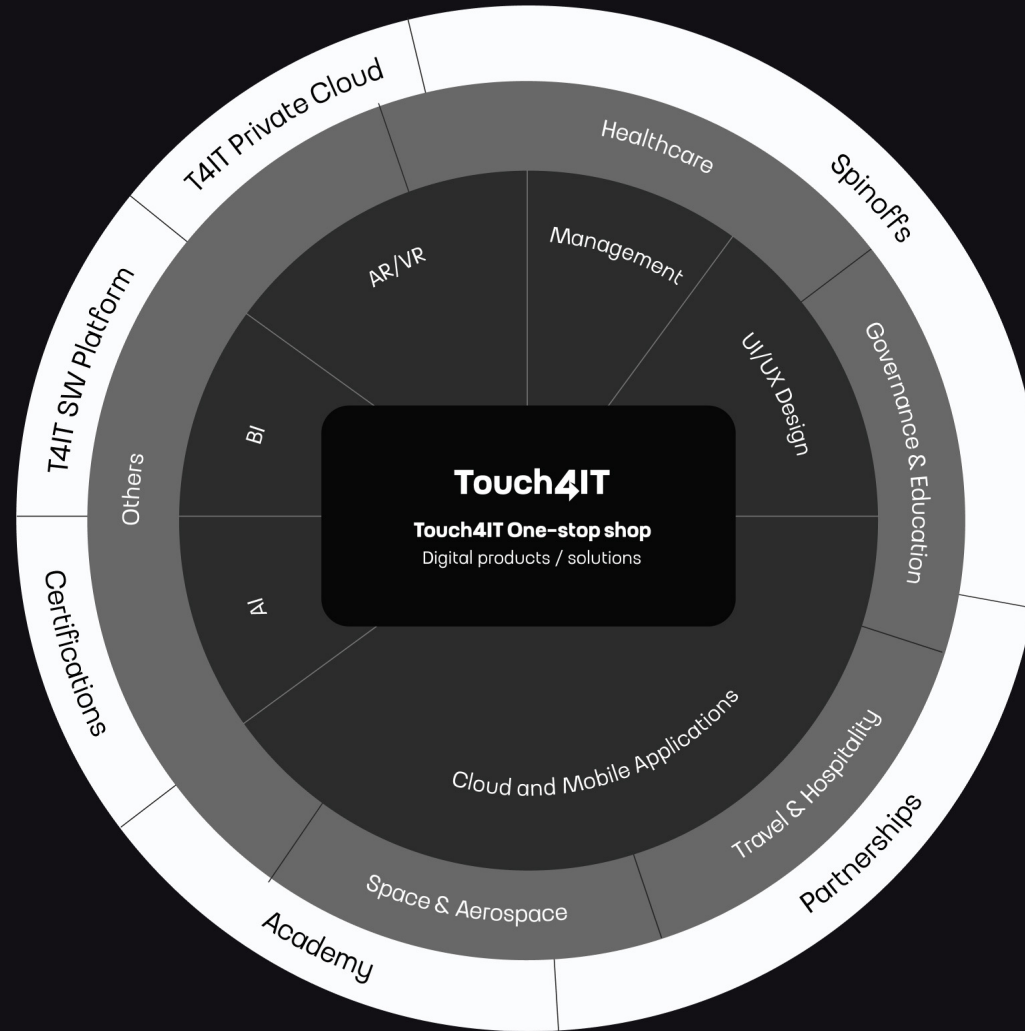 T4IT Private Cloud
Spinoffs
Partnerships
Academy
Certifications
T4IT SW Platform
Healthcare
Governance & Education
Travel & Hospitality
Space & Aerospace
Others
Management
UI/UX Design
Cloud and Mobile Applications
AI
BI
AR/VR
Touch4IT
Touch4IT One-stop shop
Digital products / solutions